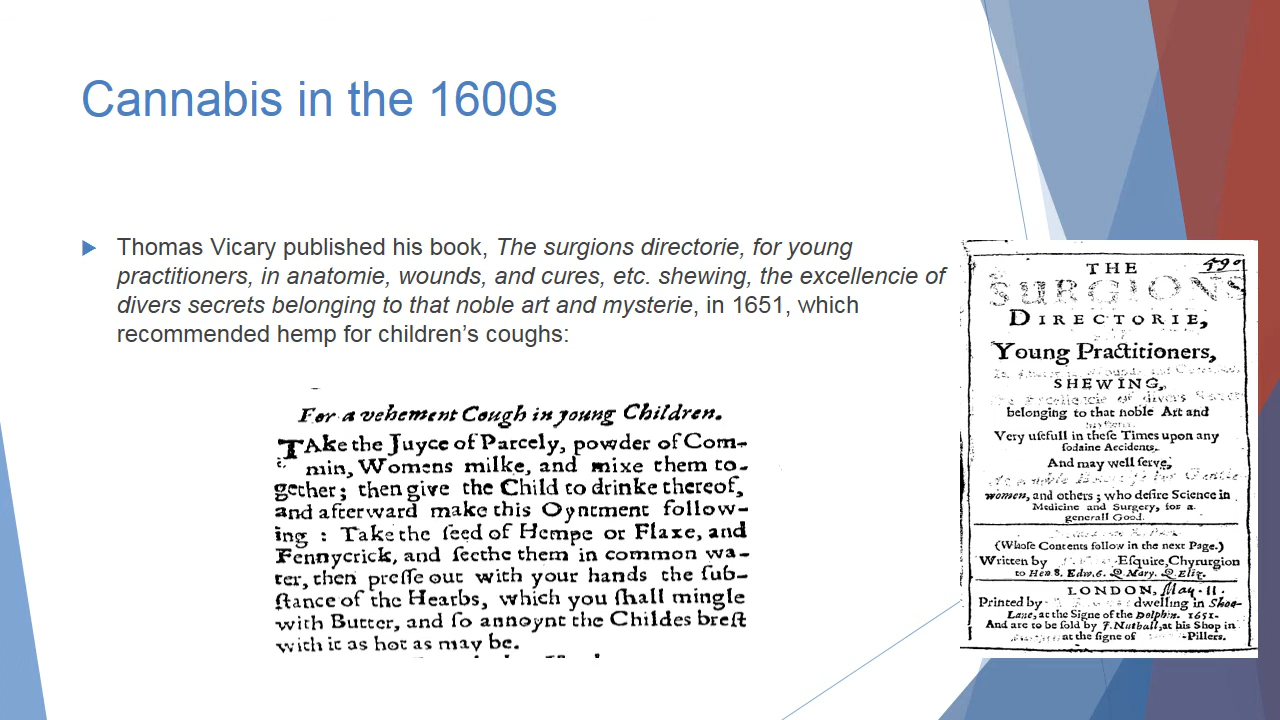 Cannabis in the 1600s
Thomas Vicary published his book, The surgions directorie, for young
practitioners, in anatomie, wounds, and cures, etc. shewing, the excellencie of
divers secrets belonging to that noble art and mysterie, in 1651, which
recommended hemp for children's coughs:
For a vehement Cough in young Children.
TAke the Juyce of Parcely, powder of Com-
min, Womens milke, and mixe them to-
gether; then give the Child to drinke thereof,
and afterward make this Oyntment follow-
ing : Take the ſeed of Hempe or Flaxe, and
Fennycrick, and ſeethe them in common wa-
ter, then preſſe out with your hands the ſub-
ſtance of the Hearbs, which you ſhall mingle
with Butter, and ſo annoynt the Childes breſt
with it as hot as may be.
599
THE
SURGIONS
DIRECTORIE,
Young Practitioners,
SHEWING,
belonging to that noble Art and
Very uſefull in theſe Times upon any
ſodaine Accidents.
And may well ſerve,
women, and others ; who deſire Science in
Medicine and Surgery, for a
generall Good.
(Whoſe Contents follow in the next Page.)
Written by Eſquire, Chyrurgion
to Hen 8. Edw. 6. Q. Mary. Q. Eliz.
LONDON, May. 11.
Printed by dwelling in Shoe-
Lane, at the Signe of the Dolphin. 1651.
And are to be ſold by J. Nuthall, at his Shop in
at the ſigne of -Pillers.